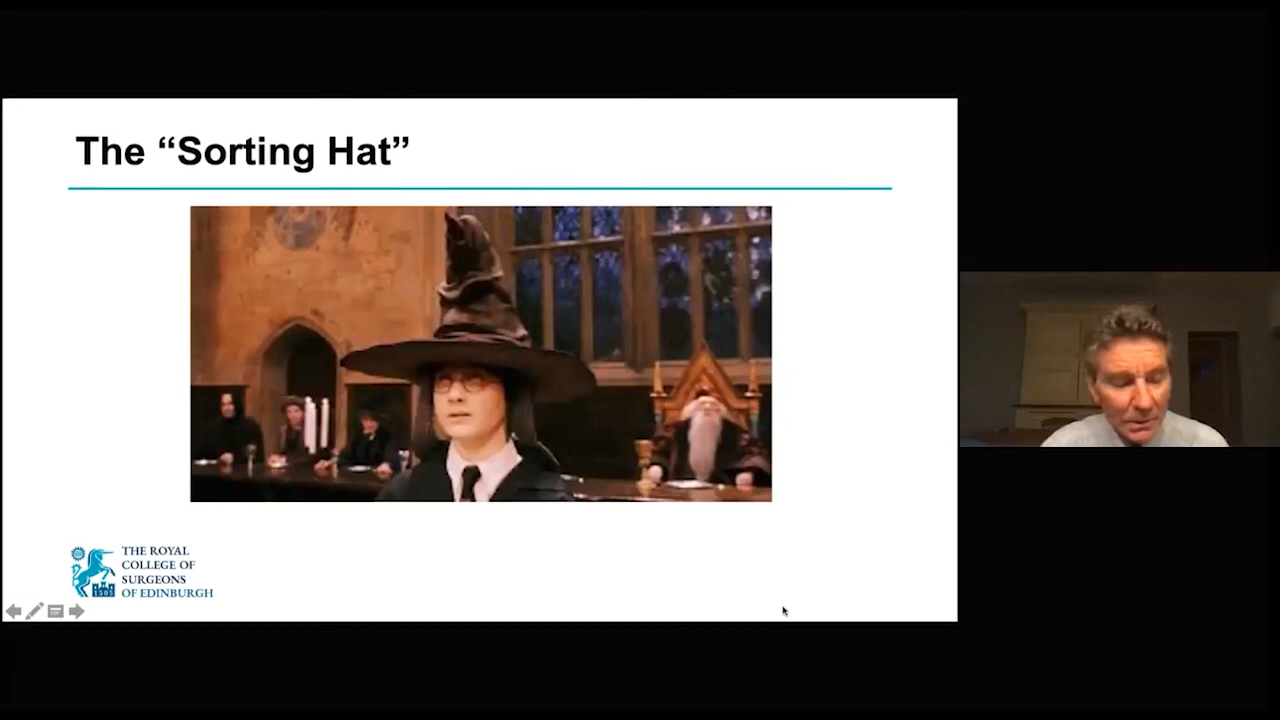 The “Sorting Hat”
THE ROYAL
COLLEGE OF
SURGEONS
OF EDINBURGH